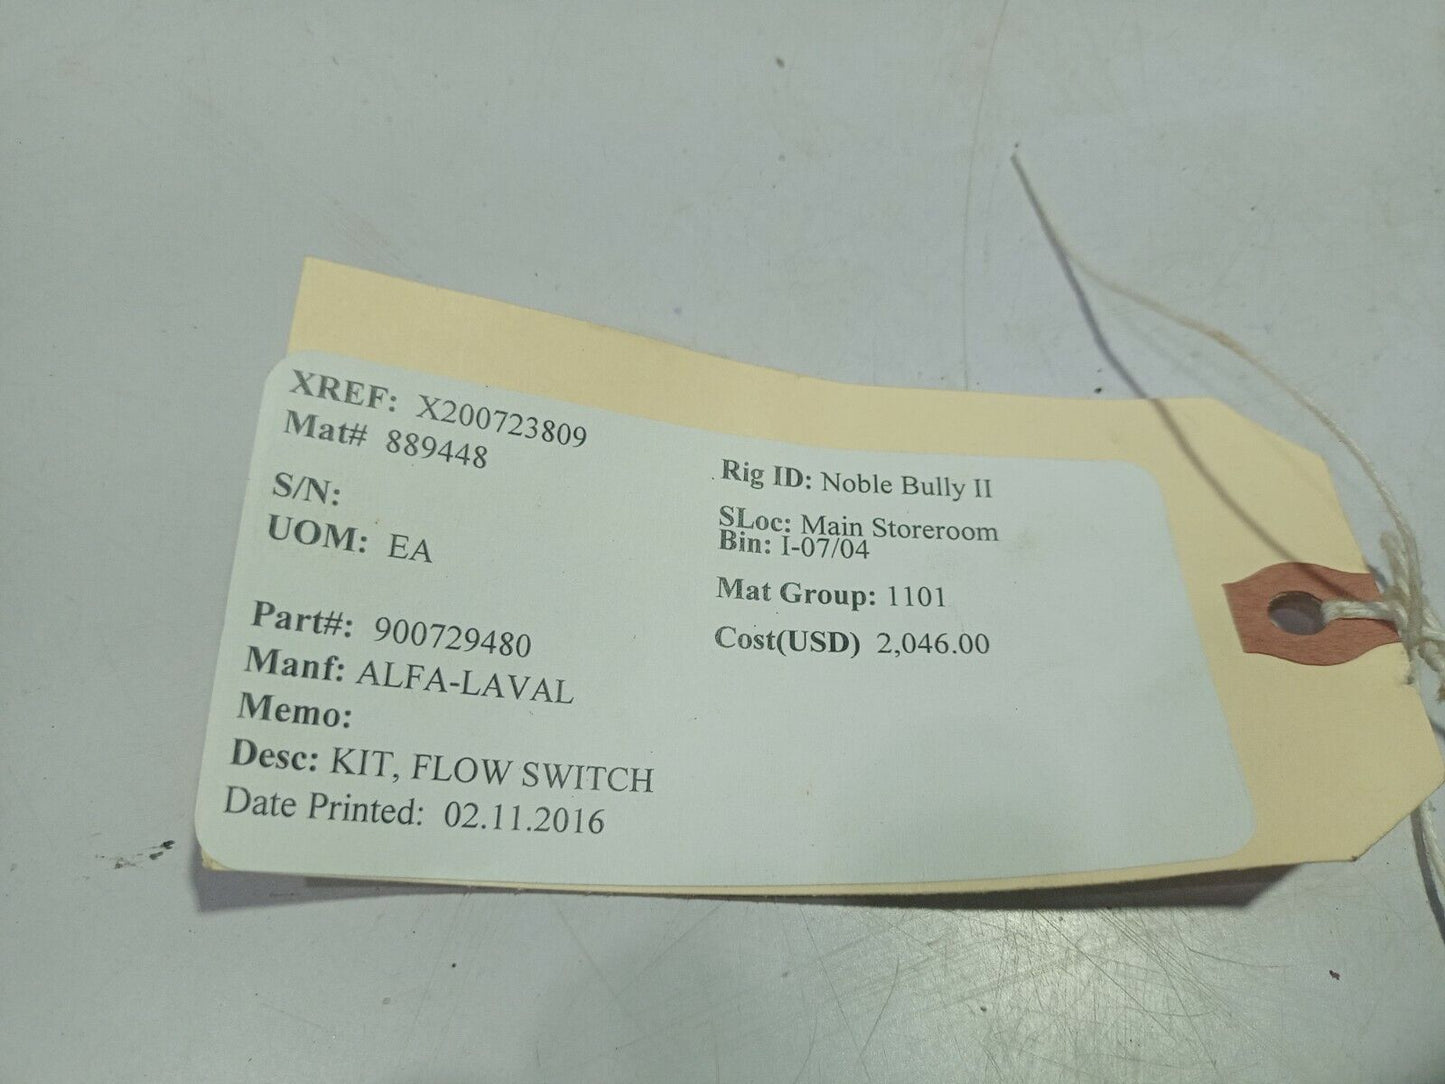 XREF: X200723809
Mat# 889448
S/N:
UOM: EA
Part#: 900729480
Manf: ALFA-LAVAL
Memo:
Desc: KIT, FLOW SWITCH
Date Printed: 02.11.2016
Rig ID: Noble Bully II
SLoc: Main Storeroom
Bin: I-07/04
Mat Group: 1101
Cost(USD) 2,046.00